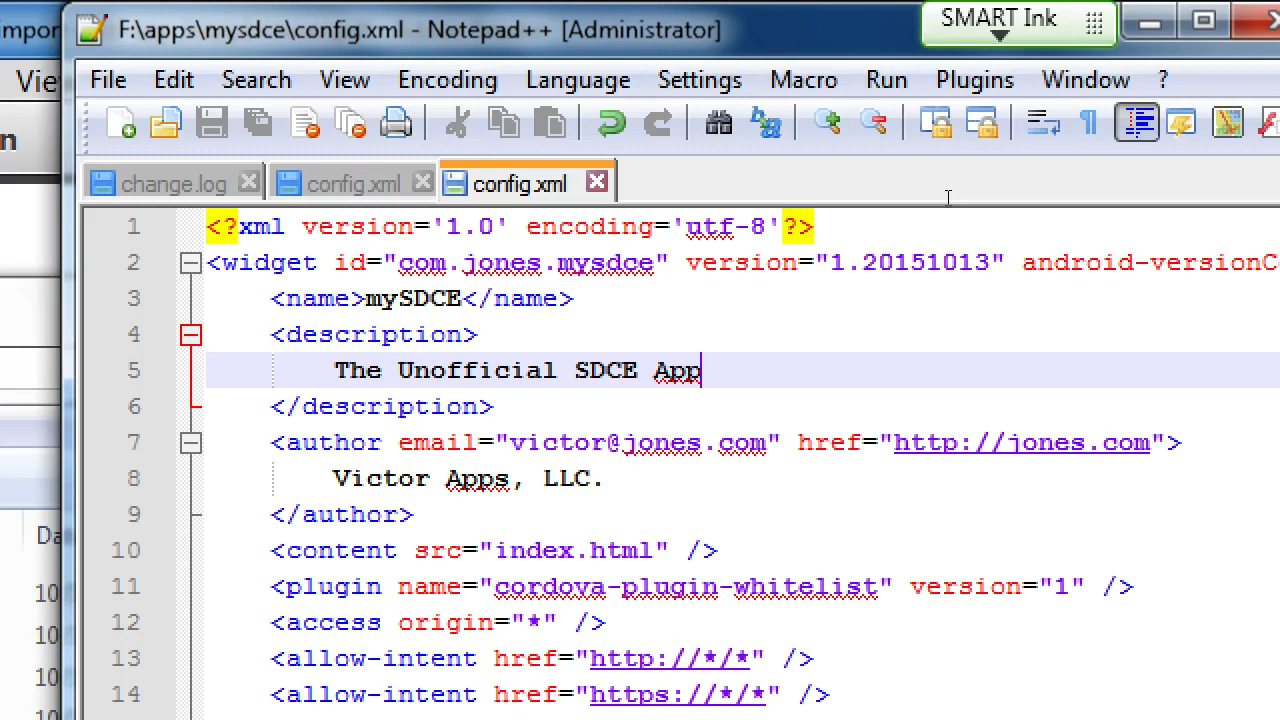 F:\apps\mysdce\config.xml - Notepad++ [Administrator]
SMART Ink
File Edit Search View Encoding Language Settings Macro Run Plugins Window ?
change.log config.xml config.xml
1 <?xml version='1.0' encoding='utf-8'?>
2 <widget id="com.jones.mysdce" version="1.20151013" android-versionC
3 <name>mySDCE</name>
4 <description>
5 The Unofficial SDCE App
6 </description>
7 <author email="victor@jones.com" href="http://jones.com">
8 Victor Apps, LLC.
9 </author>
10 <content src="index.html" />
11 <plugin name="cordova-plugin-whitelist" version="1" />
12 <access origin="*" />
13 <allow-intent href="http://*/*" />
14 <allow-intent href="https://*/*" />
Da
10
10
10
10